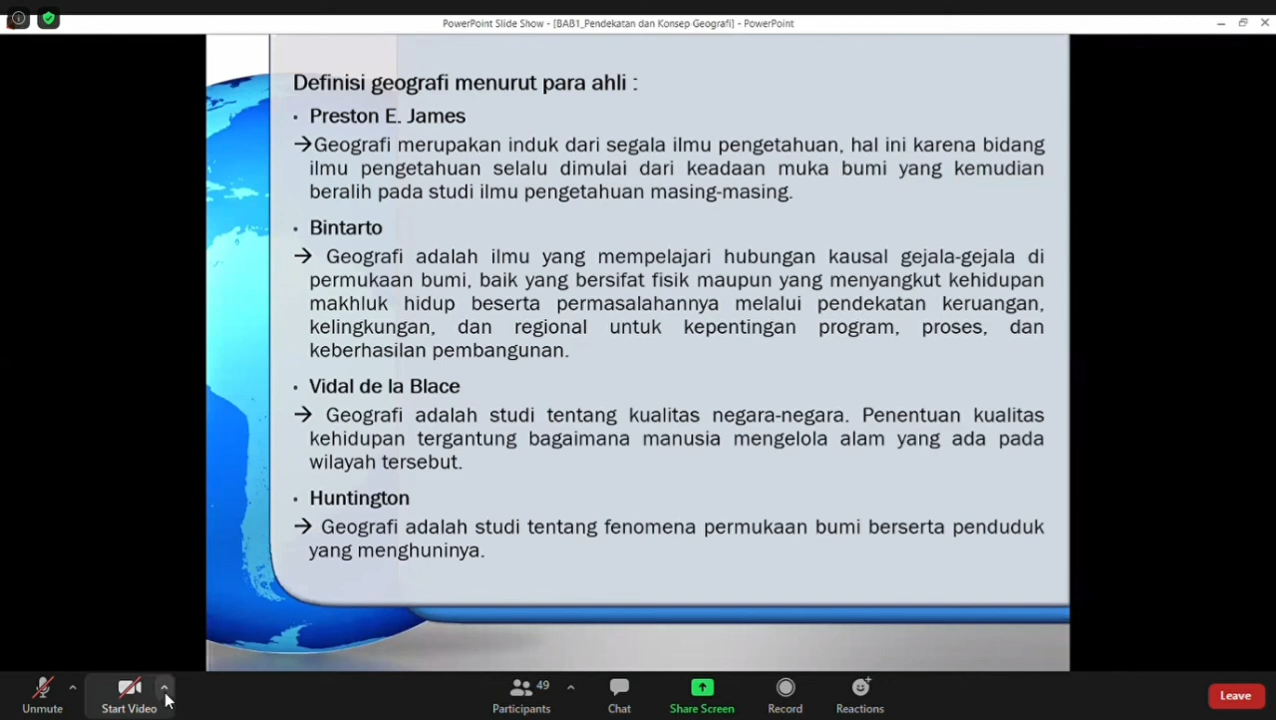 PowerPoint Slide Show - [BAB1_Pendekatan dan Konsep Geografi] - PowerPoint
Definisi geografi menurut para ahli :
• Preston E. James
→Geografi merupakan induk dari segala ilmu pengetahuan, hal ini karena bidang
ilmu pengetahuan selalu dimulai dari keadaan muka bumi yang kemudian
beralih pada studi ilmu pengetahuan masing-masing.
• Bintarto
→ Geografi adalah ilmu yang mempelajari hubungan kausal gejala-gejala di
permukaan bumi, baik yang bersifat fisik maupun yang menyangkut kehidupan
makhluk hidup beserta permasalahannya melalui pendekatan keruangan,
kelingkungan, dan regional untuk kepentingan program, proses, dan
keberhasilan pembangunan.
• Vidal de la Blace
→ Geografi adalah studi tentang kualitas negara-negara. Penentuan kualitas
kehidupan tergantung bagaimana manusia mengelola alam yang ada pada
wilayah tersebut.
• Huntington
→ Geografi adalah studi tentang fenomena permukaan bumi berserta penduduk
yang menghuninya.
49
Unmute Start Video Participants Chat Share Screen Record Reactions Leave